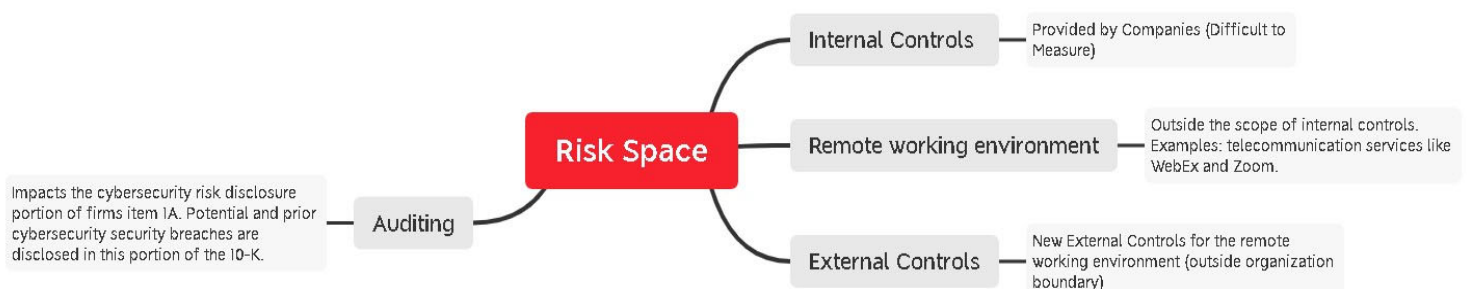 Internal Controls
Provided by Companies (Difficult to
Measure)
Risk Space
Remote working environment
Outside the scope of internal controls.
Examples: telecommunication services like
WebEx and Zoom.
Impacts the cybersecurity risk disclosure
portion of firms item 1A. Potential and prior
cybersecurity security breaches are
disclosed in this portion of the 10-K.
Auditing
External Controls
New External Controls for the remote
working environment (outside organization
boundary)